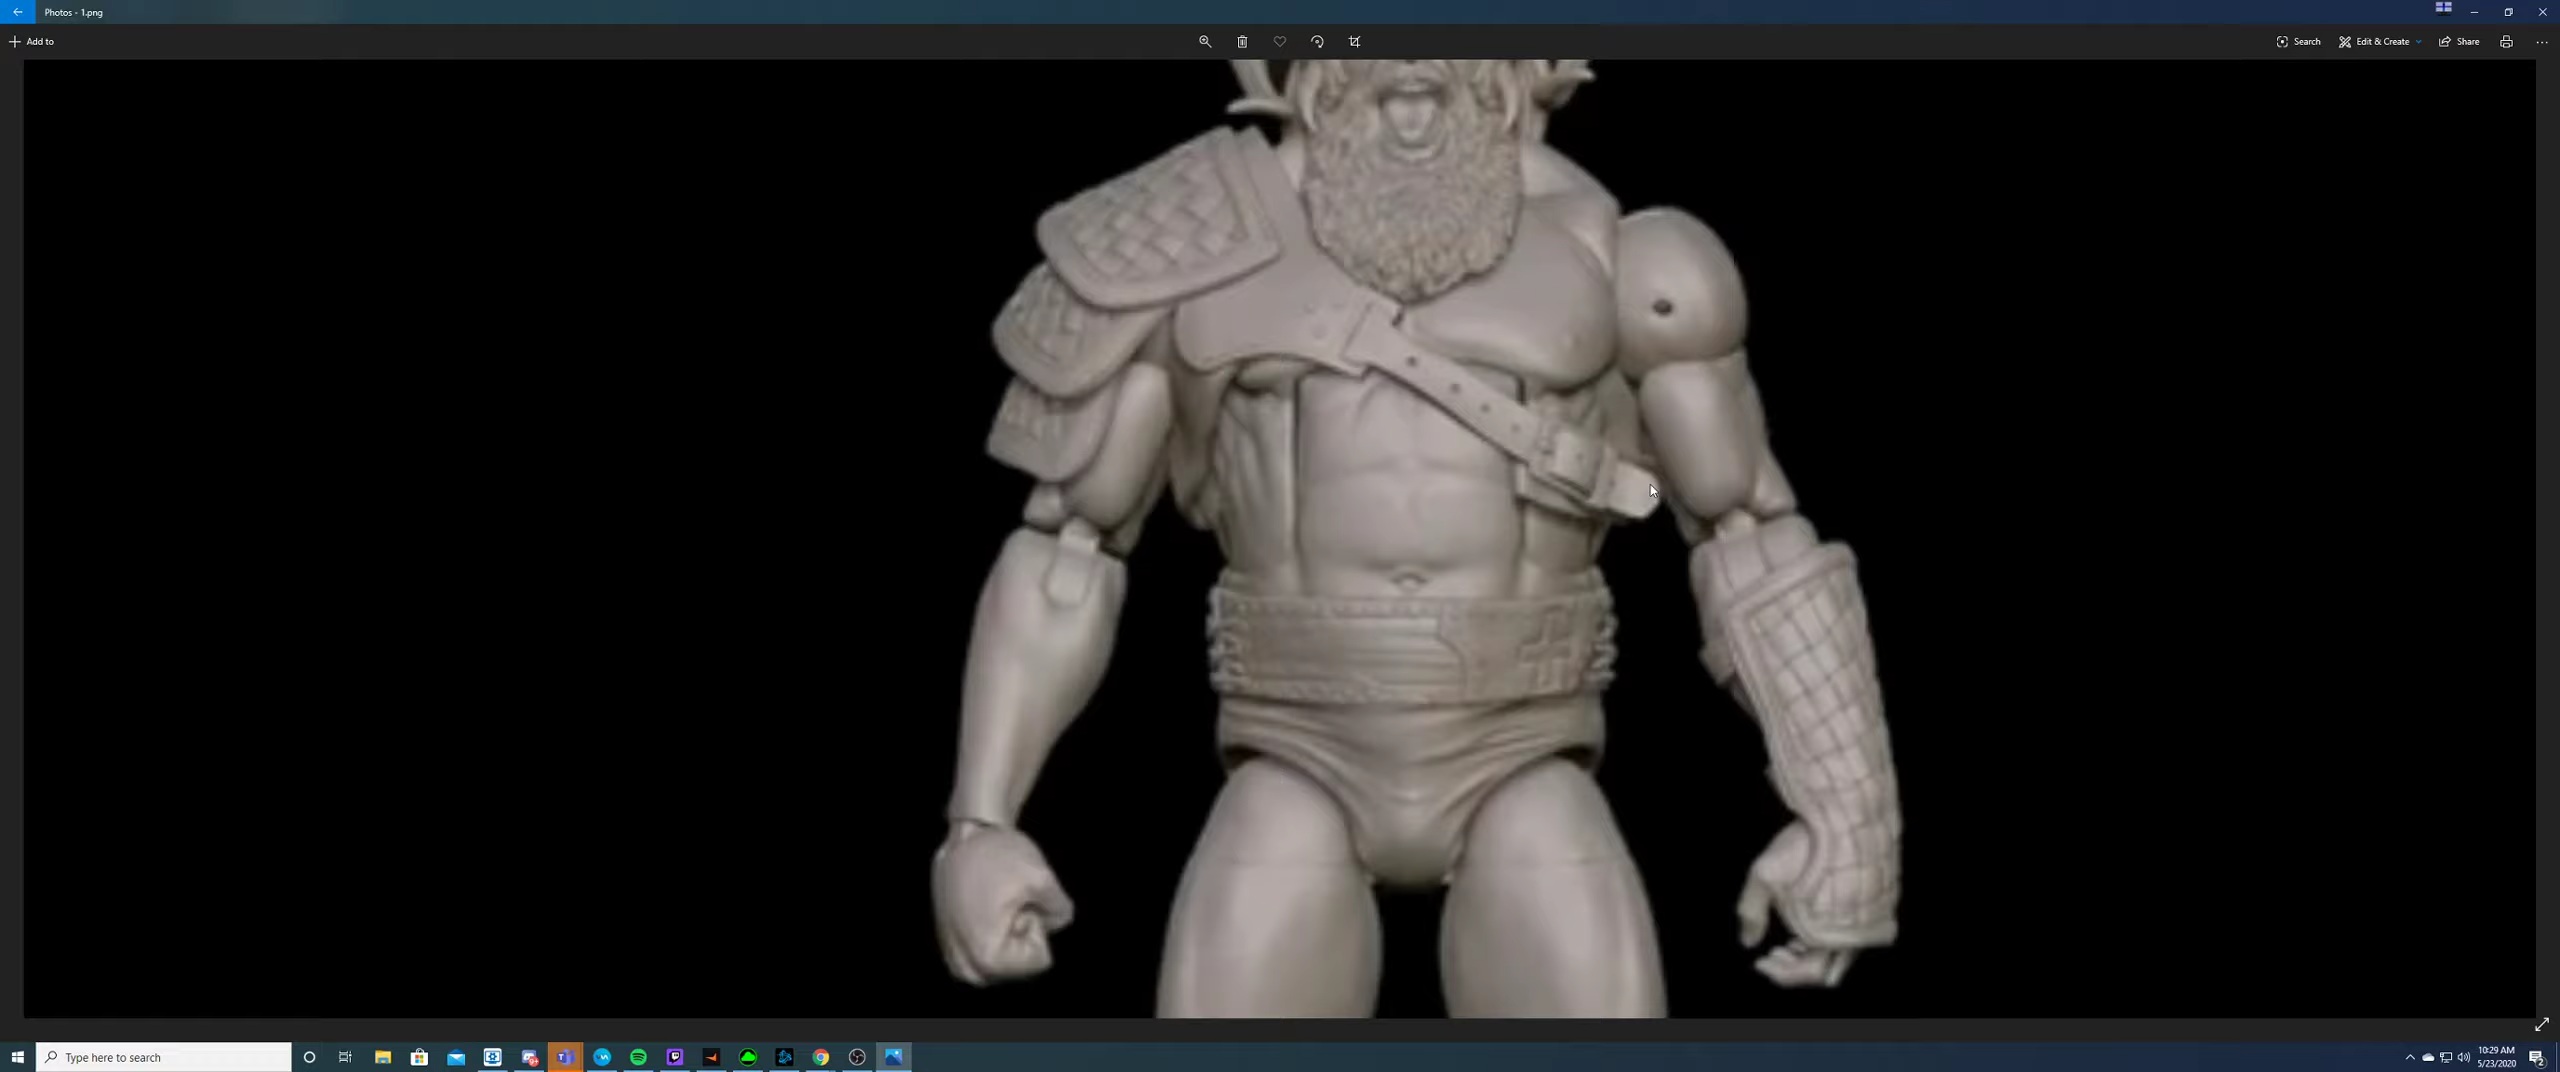 Photos - 1.png
Add to
Search
Edit & Create
Share
Type here to search
10:29 AM
5/23/2020
2